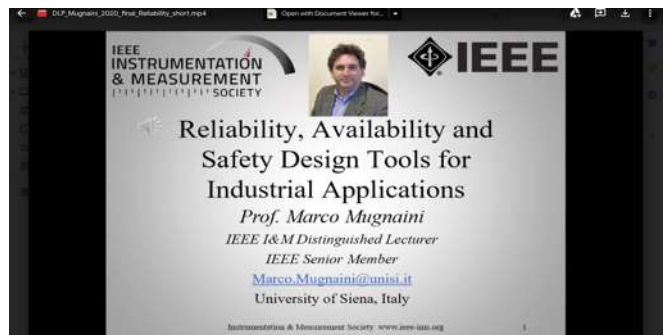 DLP_Mugnaini_2020_final_Reliability_short.mp4
Open with Document Viewer for...
IEEE
INSTRUMENTATION
& MEASUREMENT
SOCIETY
IEEE
Reliability, Availability and
Safety Design Tools for
Industrial Applications
Prof. Marco Mugnaini
IEEE I&M Distinguished Lecturer
IEEE Senior Member
Marco.Mugnaini@unisi.it
University of Siena, Italy
Instrumentation & Measurement Society www.ieee-ims.org 1